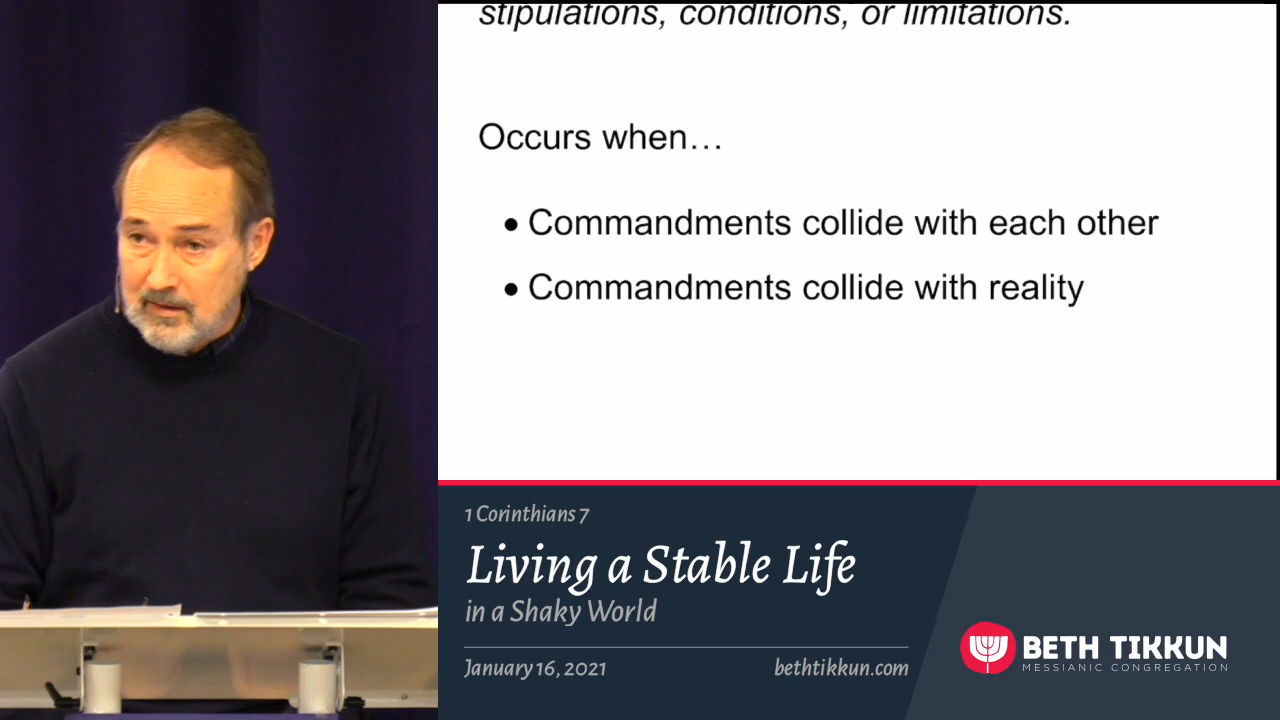 stipulations, conditions, or limitations.
Occurs when…
• Commandments collide with each other
• Commandments collide with reality
1 Corinthians 7
Living a Stable Life
in a Shaky World
January 16, 2021
bethtikkun.com
BETH TIKKUN
MESSIANIC CONGREGATION